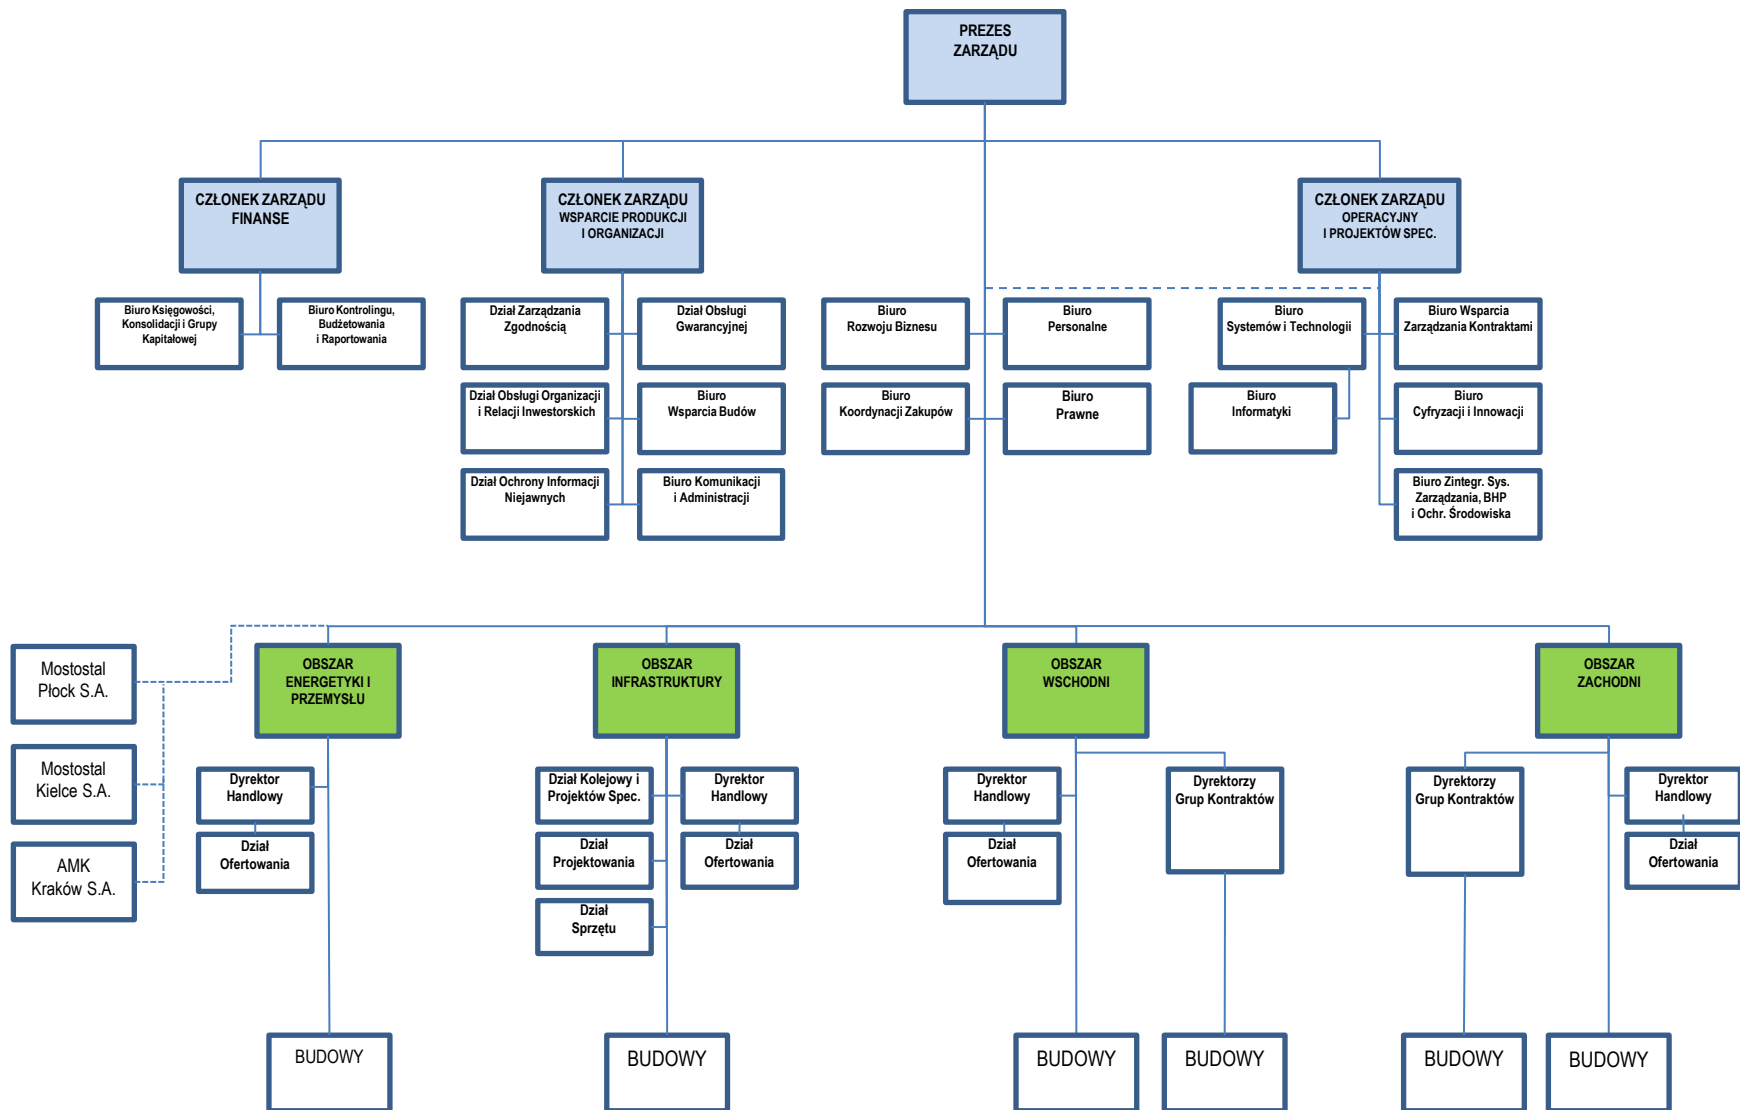 PREZES
ZARZĄDU
CZŁONEK ZARZĄDU
FINANSE
CZŁONEK ZARZĄDU
WSPARCIE PRODUKCJI
I ORGANIZACJI
CZŁONEK ZARZĄDU
OPERACYJNY
I PROJEKTÓW SPEC.
Biuro Księgowości,
Konsolidacji i Grupy
Kapitałowej
Biuro Kontrolingu,
Budżetowania
i Raportowania
Dział Zarządzania
Zgodnością
Dział Obsługi
Gwarancyjnej
Biuro
Rozwoju Biznesu
Biuro
Personalne
Biuro
Systemów i Technologii
Biuro Wsparcia
Zarządzania Kontraktami
Dział Obsługi Organizacji
i Relacji Inwestorskich
Biuro
Wsparcia Budów
Biuro
Koordynacji Zakupów
Biuro
Prawne
Biuro
Informatyki
Biuro
Cyfryzacji i Innowacji
Dział Ochrony Informacji
Niejawnych
Biuro Komunikacji
i Administracji
Biuro Zintegr. Sys.
Zarządzania, BHP
i Ochr. Środowiska
Mostostal
Płock S.A.
OBSZAR
ENERGETYKI I
PRZEMYSŁU
OBSZAR
INFRASTRUKTURY
OBSZAR
WSCHODNI
OBSZAR
ZACHODNI
Mostostal
Kielce S.A.
Dyrektor
Handlowy
Dział Kolejowy i
Projektów Spec.
Dyrektor
Handlowy
Dyrektor
Handlowy
Dyrektorzy
Grup Kontraktów
Dyrektorzy
Grup Kontraktów
Dyrektor
Handlowy
AMK
Kraków S.A.
Dział
Ofertowania
Dział
Projektowania
Dział
Ofertowania
Dział
Ofertowania
Dział
Ofertowania
Dział
Sprzętu
BUDOWY
BUDOWY
BUDOWY
BUDOWY
BUDOWY
BUDOWY